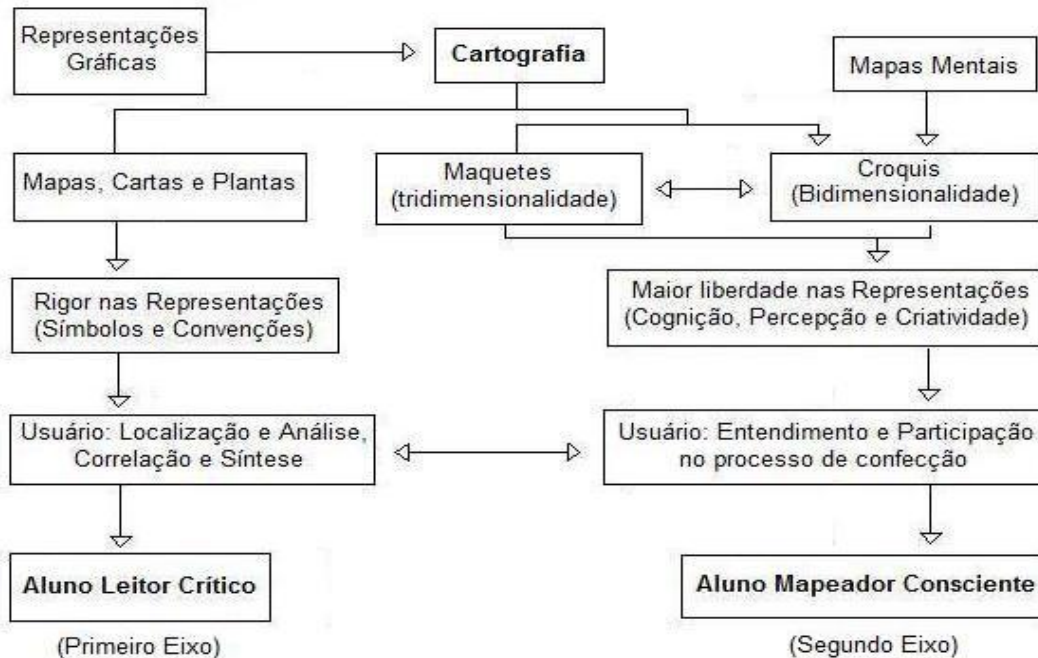 Representações
Gráficas
Cartografia
Mapas Mentais
Mapas, Cartas e Plantas
Maquetes
(tridimensionalidade)
Croquis
(Bidimensionalidade)
Rigor nas Representações
(Símbolos e Convenções)
Maior liberdade nas Representações
(Cognição, Percepção e Criatividade)
Usuário: Localização e Análise,
Correlação e Síntese
Usuário: Entendimento e Participação
no processo de confecção
Aluno Leitor Crítico
Aluno Mapeador Consciente
(Primeiro Eixo)
(Segundo Eixo)